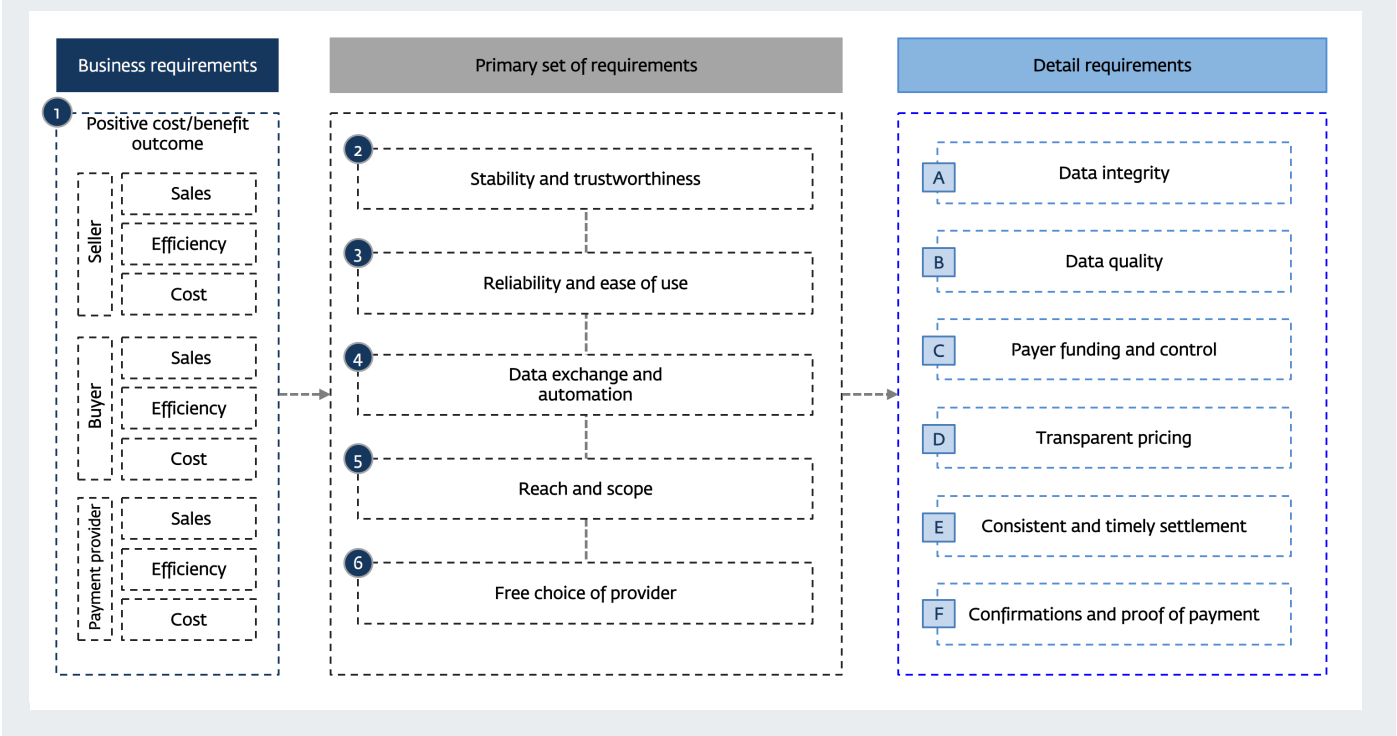 Business requirements
Primary set of requirements
Detail requirements
1
Positive cost/benefit
outcome
Seller
Sales
Efficiency
Cost
Buyer
Sales
Efficiency
Cost
Payment provider
Sales
Efficiency
Cost
2
Stability and trustworthiness
3
Reliability and ease of use
4
Data exchange and
automation
5
Reach and scope
6
Free choice of provider
A
Data integrity
B
Data quality
C
Payer funding and control
D
Transparent pricing
E
Consistent and timely settlement
F
Confirmations and proof of payment